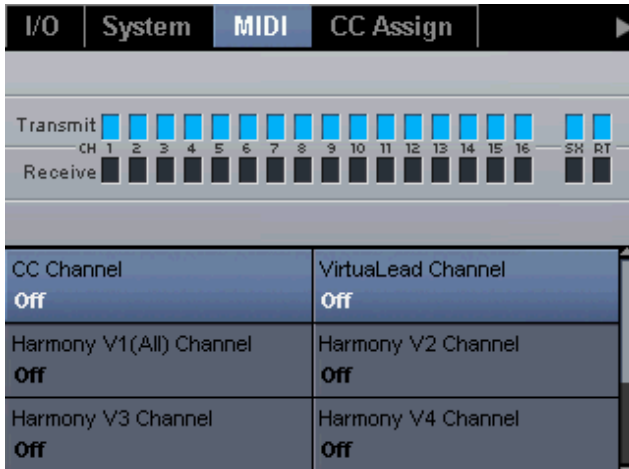 I/O System MIDI CC Assign
Transmit
CH 1 2 3 4 5 6 7 8 9 10 11 12 13 14 15 16 SX RT
Receive
CC Channel VirtuaLead Channel
Off Off
Harmony V1(All) Channel Harmony V2 Channel
Off Off
Harmony V3 Channel Harmony V4 Channel
Off Off